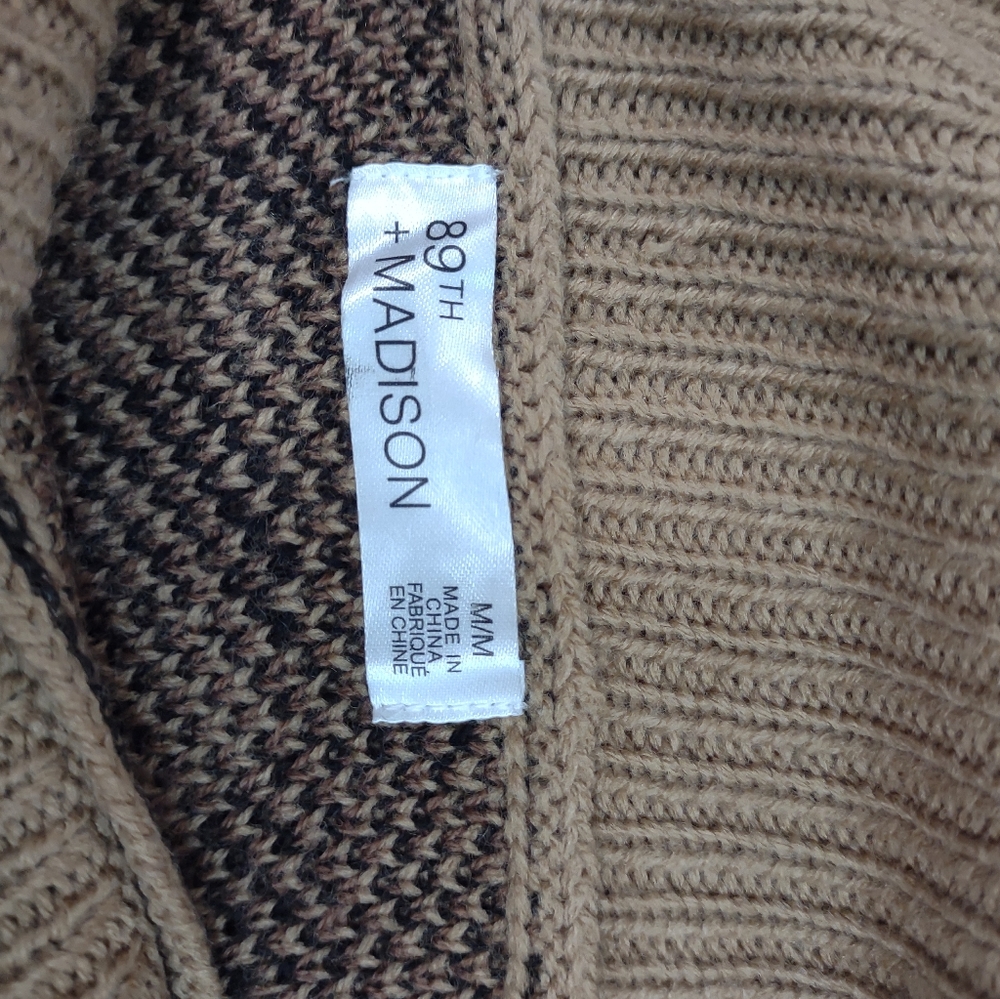 89TH
+MADISON
M/M
MADE IN
CHINA
FABRIQUÉ
EN CHINE